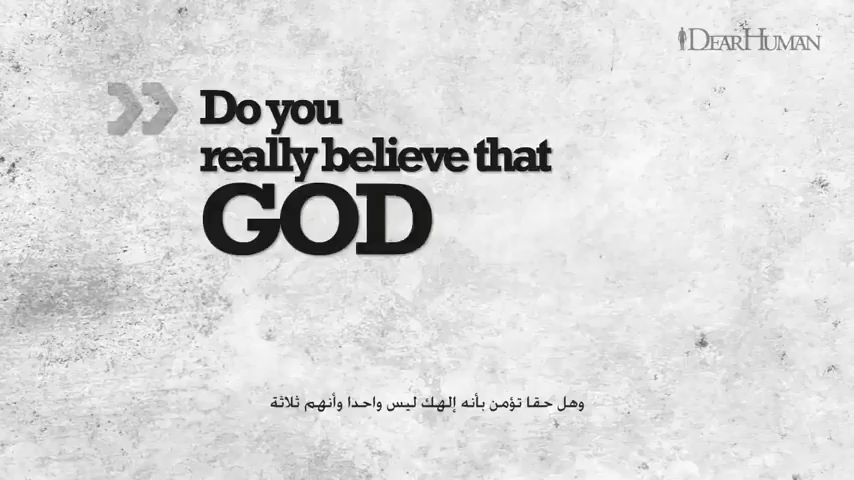 DEARHUMAN
Do you
really believe that
GOD
وهل حقا تؤمن بأنه إلهك ليس واحدا وأنهم ثلاثة